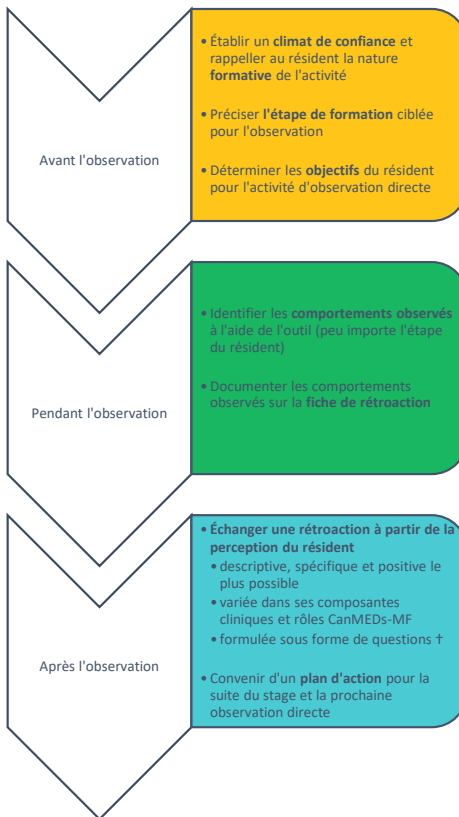 Avant l'observation
• Établir un climat de confiance et
rappeler au résident la nature
formative de l'activité
• Préciser l'étape de formation ciblée
pour l'observation
• Déterminer les objectifs du résident
pour l'activité d'observation directe
Pendant l'observation
• Identifier les comportements observés
à l'aide de l'outil (peu importe l'étape
du résident)
• Documenter les comportements
observés sur la fiche de rétroaction
Après l'observation
• Échanger une rétroaction à partir de la
perception du résident
• descriptive, spécifique et positive le
plus possible
• variée dans ses composantes
cliniques et rôles CanMEDs-MF
• formulée sous forme de questions †
• Convenir d'un plan d'action pour la
suite du stage et la prochaine
observation directe